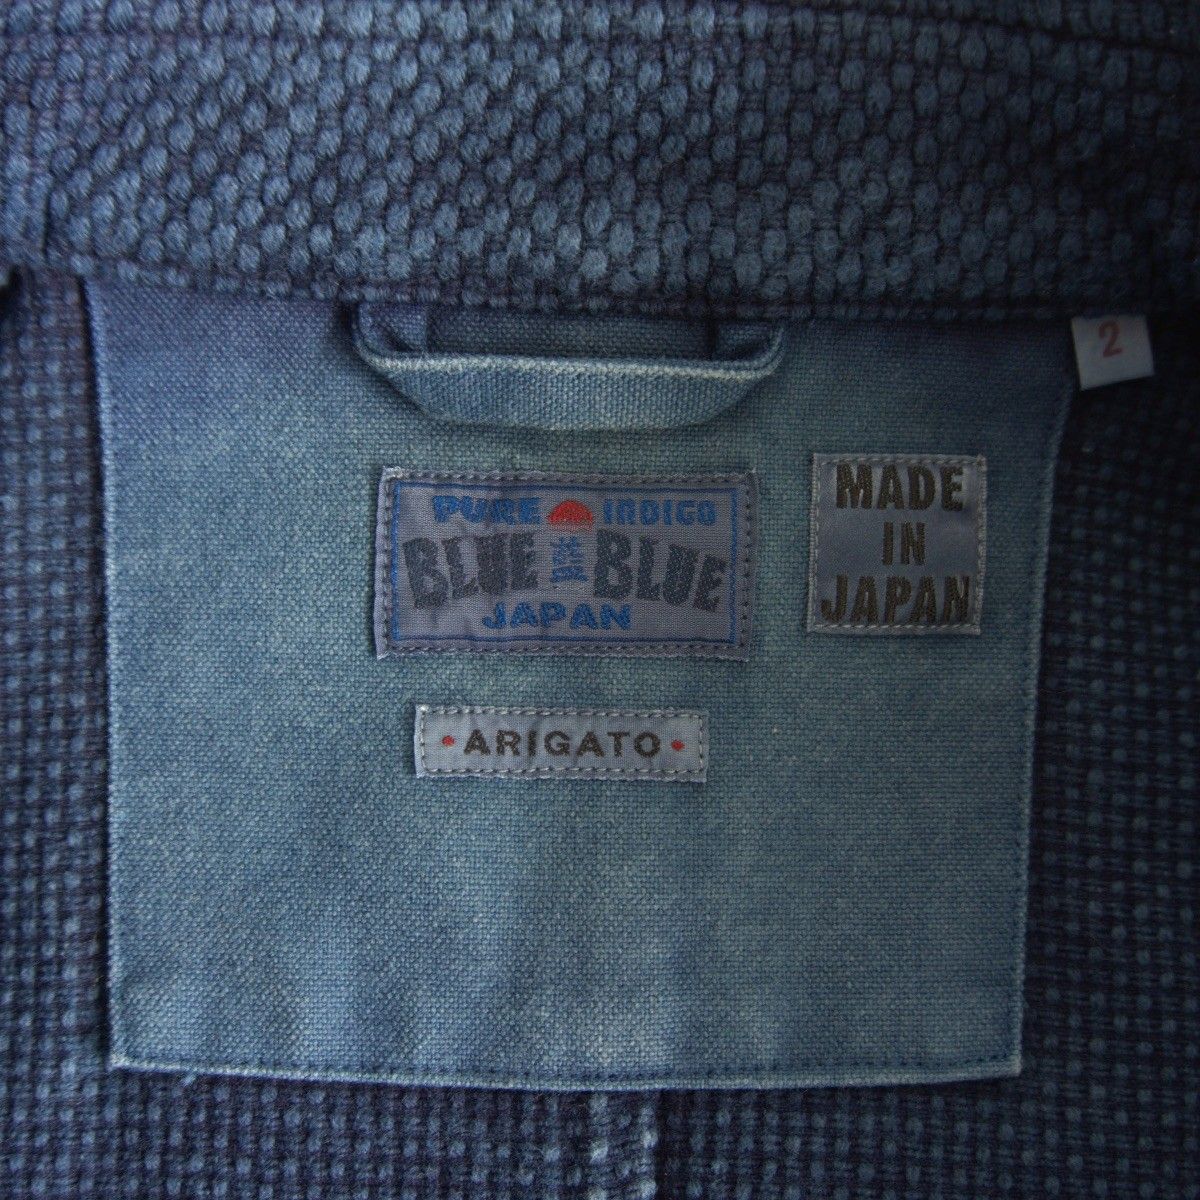 2
PURE INDIGO
BLUE BLUE
JAPAN
MADE
IN
JAPAN
• ARIGATO •